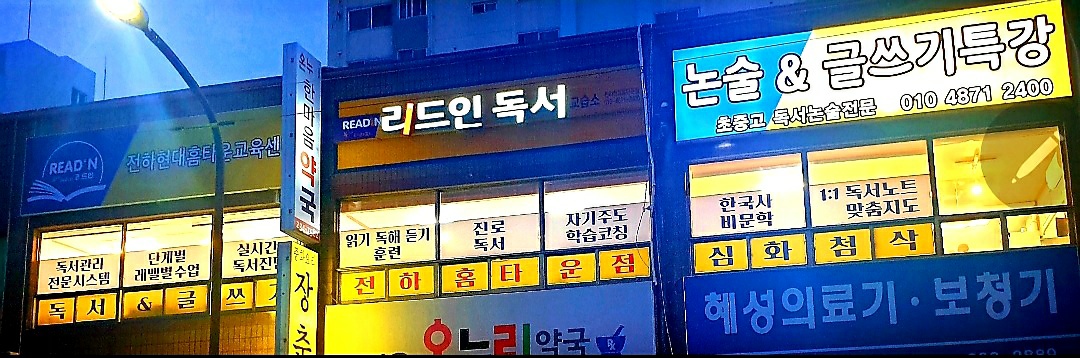 READ'N
전하현대홈타운교육센
독서관리
전문시스템
단계별
레벨별수업
실시간
독서진
독서 & 글쓰기
한마음약국
READ'N
리드인 독서 교습소
읽기 독해 듣기
훈련
진로
독서
자기주도
학습코칭
전하홈타운점
오누리약국
논술 & 글쓰기특강
초중고 독서논술전문 010 4871 2400
한국사
비문학
1:1 독서노트
맞춤지도
심화첨삭
혜성의료기·보청기